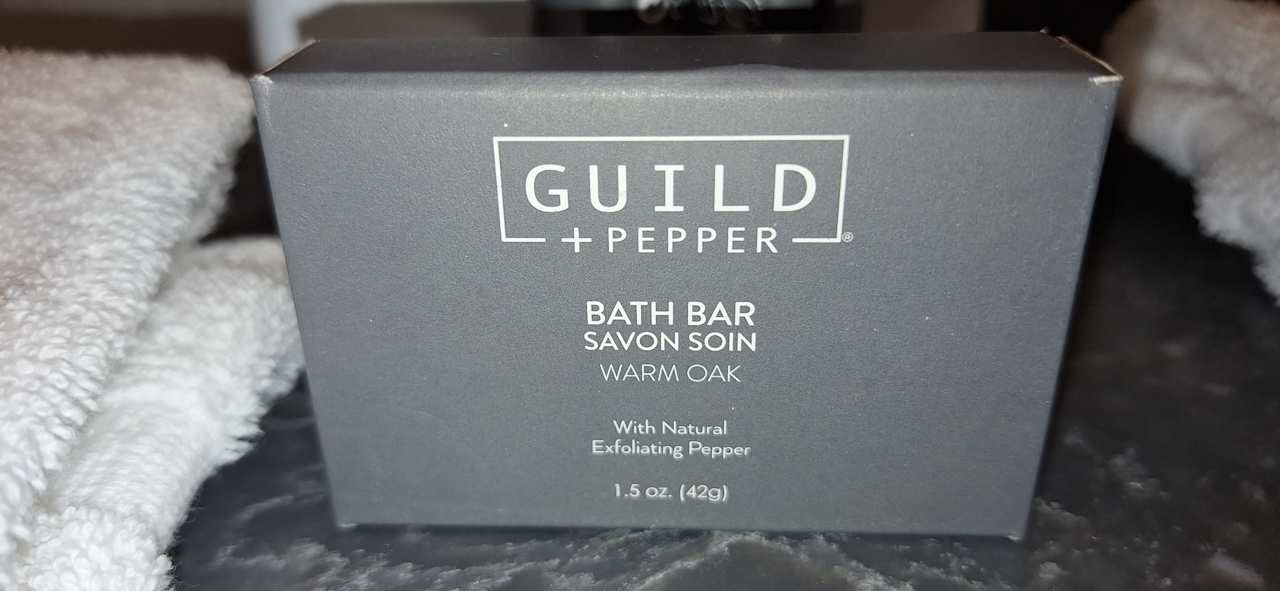 GUILD
+ PEPPER®
BATH BAR
SAVON SOIN
WARM OAK
With Natural
Exfoliating Pepper
1.5 oz. (42g)